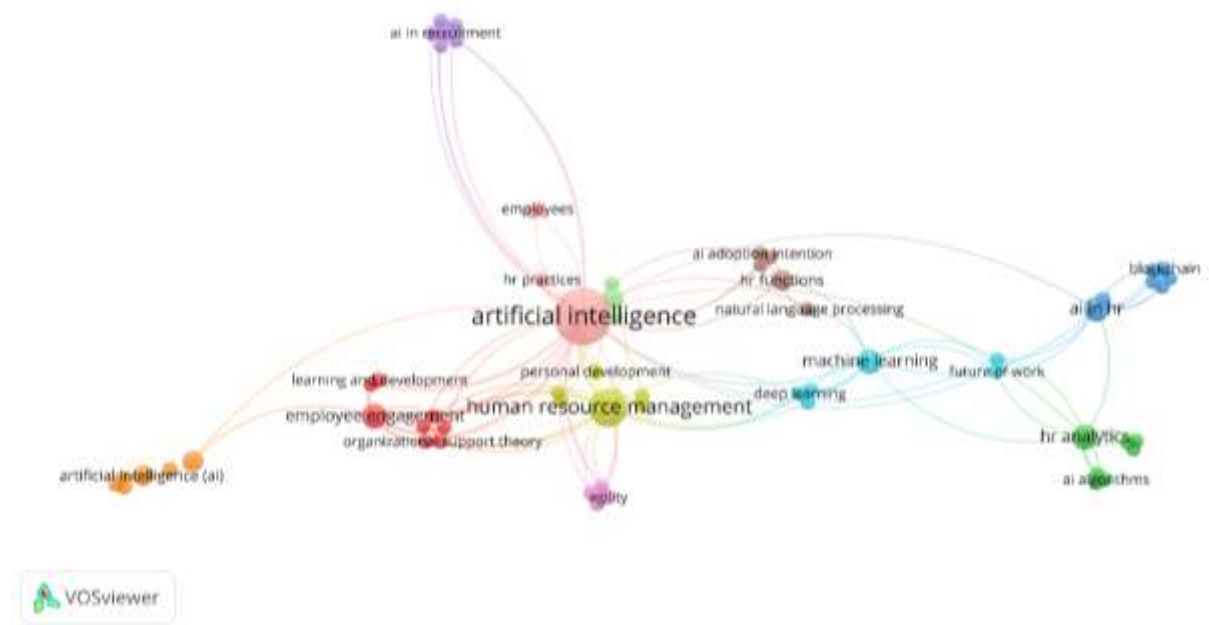 ai in recruitment
employees
ai adoption intention
blockchain
hr practices
hr functions
artificial intelligence
natural language processing
ai in hr
machine learning
future of work
learning and development
personal development
deep learning
employee engagement
human resource management
organizational support theory
hr analytics
artificial intelligence (ai)
ai algorithms
agility
VOSviewer